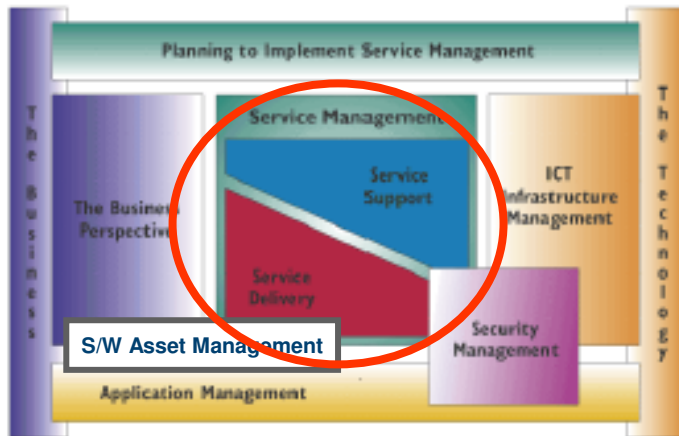 Planning to Implement Service Management
The Business
The Business
Perspective
Service Management
Service
Support
Service
Delivery
ICT
Infrastructure
Management
The Technology
S/W Asset Management
Security
Management
Application Management